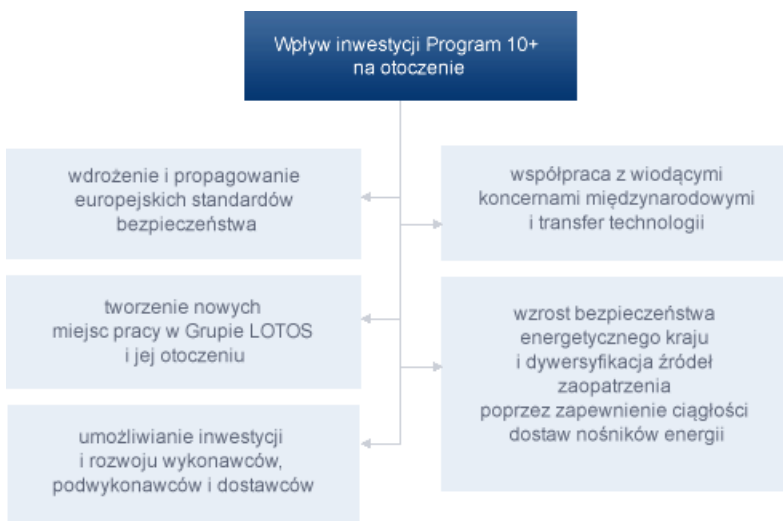 Wpływ inwestycji Program 10+
na otoczenie
wdrożenie i propagowanie
europejskich standardów
bezpieczeństwa
współpraca z wiodącymi
koncernami międzynarodowymi
i transfer technologii
tworzenie nowych
miejsc pracy w Grupie LOTOS
i jej otoczeniu
wzrost bezpieczeństwa
energetycznego kraju
i dywersyfikacja źródeł
zaopatrzenia
poprzez zapewnienie ciągłości
dostaw nośników energii
umożliwianie inwestycji
i rozwoju wykonawców,
podwykonawców i dostawców